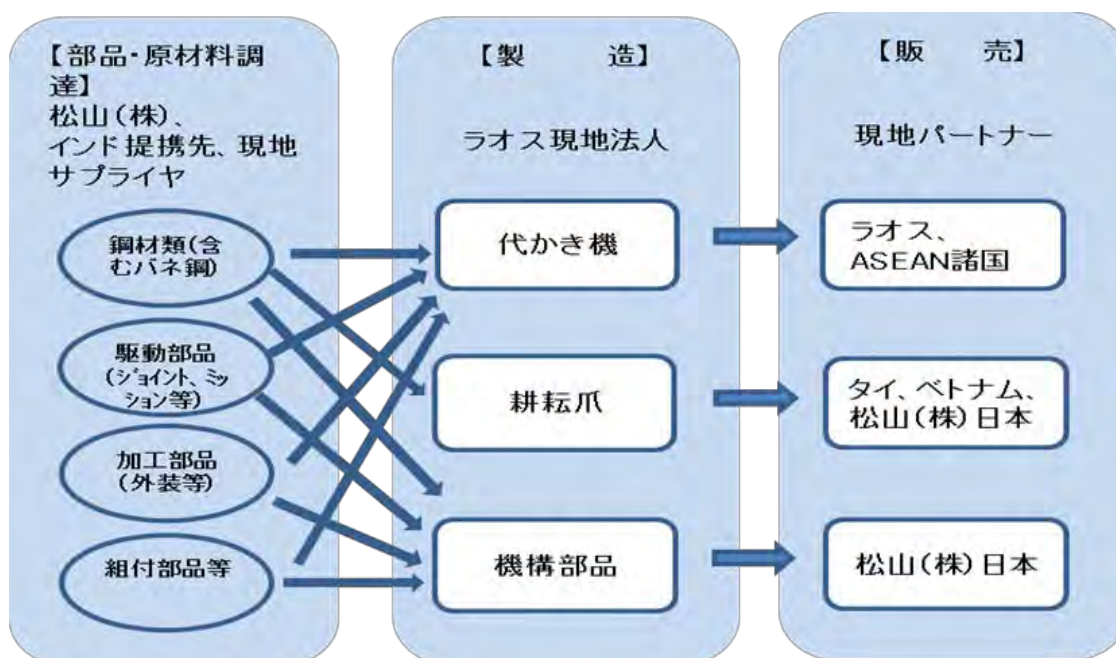 【部品・原材料調
達】
松山(株)、
インド提携先、現地
サプライヤ
鋼材類(含
むバネ鋼)
駆動部品
(ジョイント、ミッ
ション等)
加工部品
(外装等)
組付部品等
【製　　造】
ラオス現地法人
代かき機
耕耘爪
機構部品
【販　　売】
現地パートナー
ラオス、
ASEAN諸国
タイ、ベトナム、
松山(株)日本
松山(株)日本